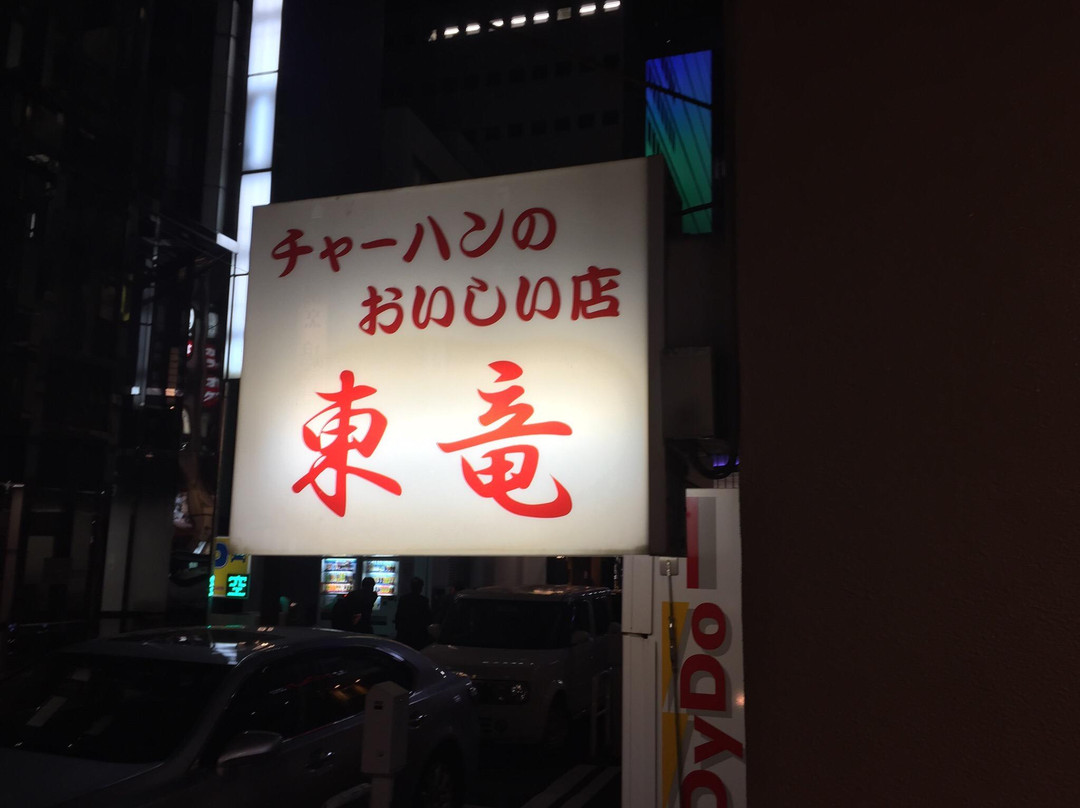 チャーハンの
おいしい店
東竜
DyDo
空